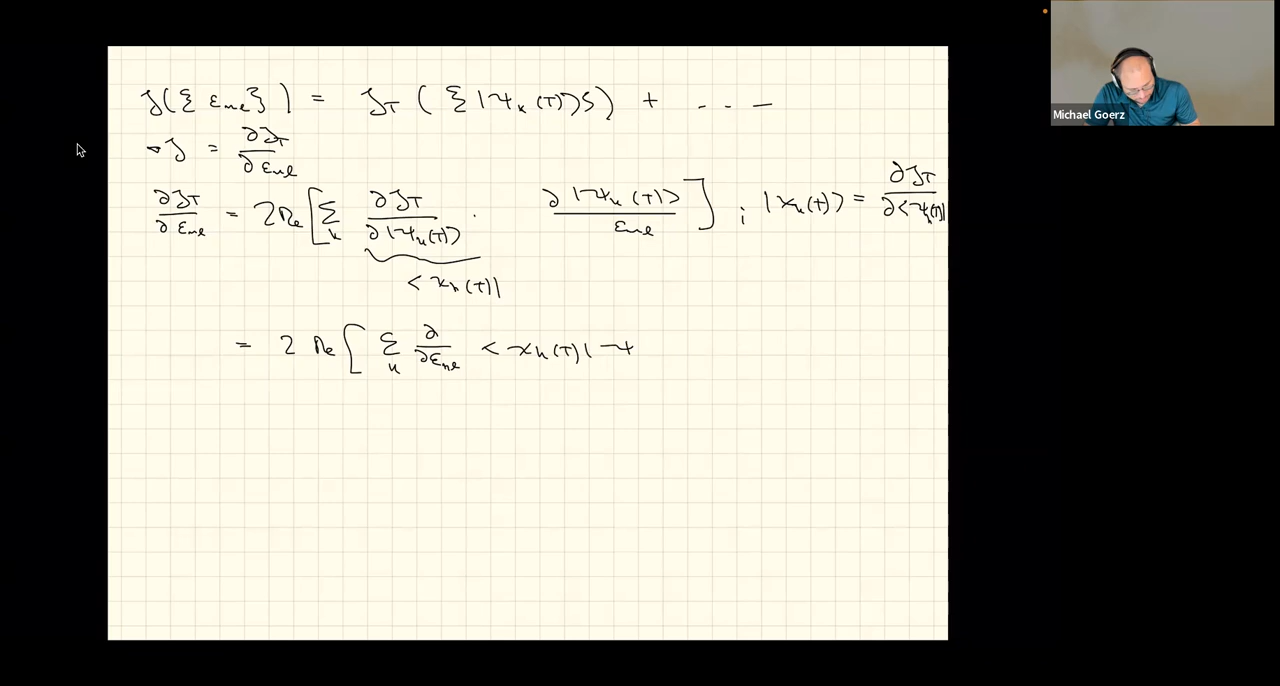 J({ε_nl}) = J_T({|Ψ_k(T)⟩}) + ...
∇J = ∂J_T / ∂ε_nl
∂J_T / ∂ε_nl = 2Re[ Σ_k ∂J_T / ∂|Ψ_k(T)⟩ · ∂|Ψ_k(T)⟩ / ε_nl ] ; |χ_k(T)⟩ = ∂J_T / ∂⟨Ψ_k(T)|
⟨χ_k(T)|
= 2 Re[ Σ_k ∂/∂ε_nl ⟨χ_k(T)|Ψ
Michael Goerz